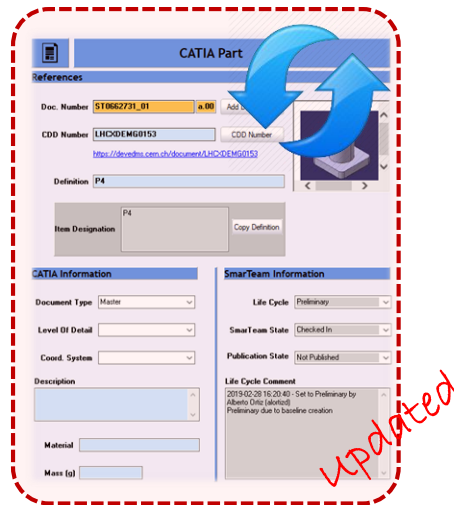 CATIA Part
References
Doc. Number ST0662731_01 a.00 Add
CDD Number LHCXDEMG0153 CDD Number
https://devedms.cern.ch/document/LHCXDEMG0153
Definition P4
Item Designation P4 Copy Definition
CATIA Information SmarTeam Information
Document Type Master Life Cycle Preliminary
Level Of Detail SmarTeam State Checked In
Coord. System Publication State Not Published
Description Life Cycle Comment
2019-02-28 16:20:40 - Set to Preliminary by
Alberto Ortiz (alortizd)
Preliminary due to baseline creation
Material
Mass (g)
updated